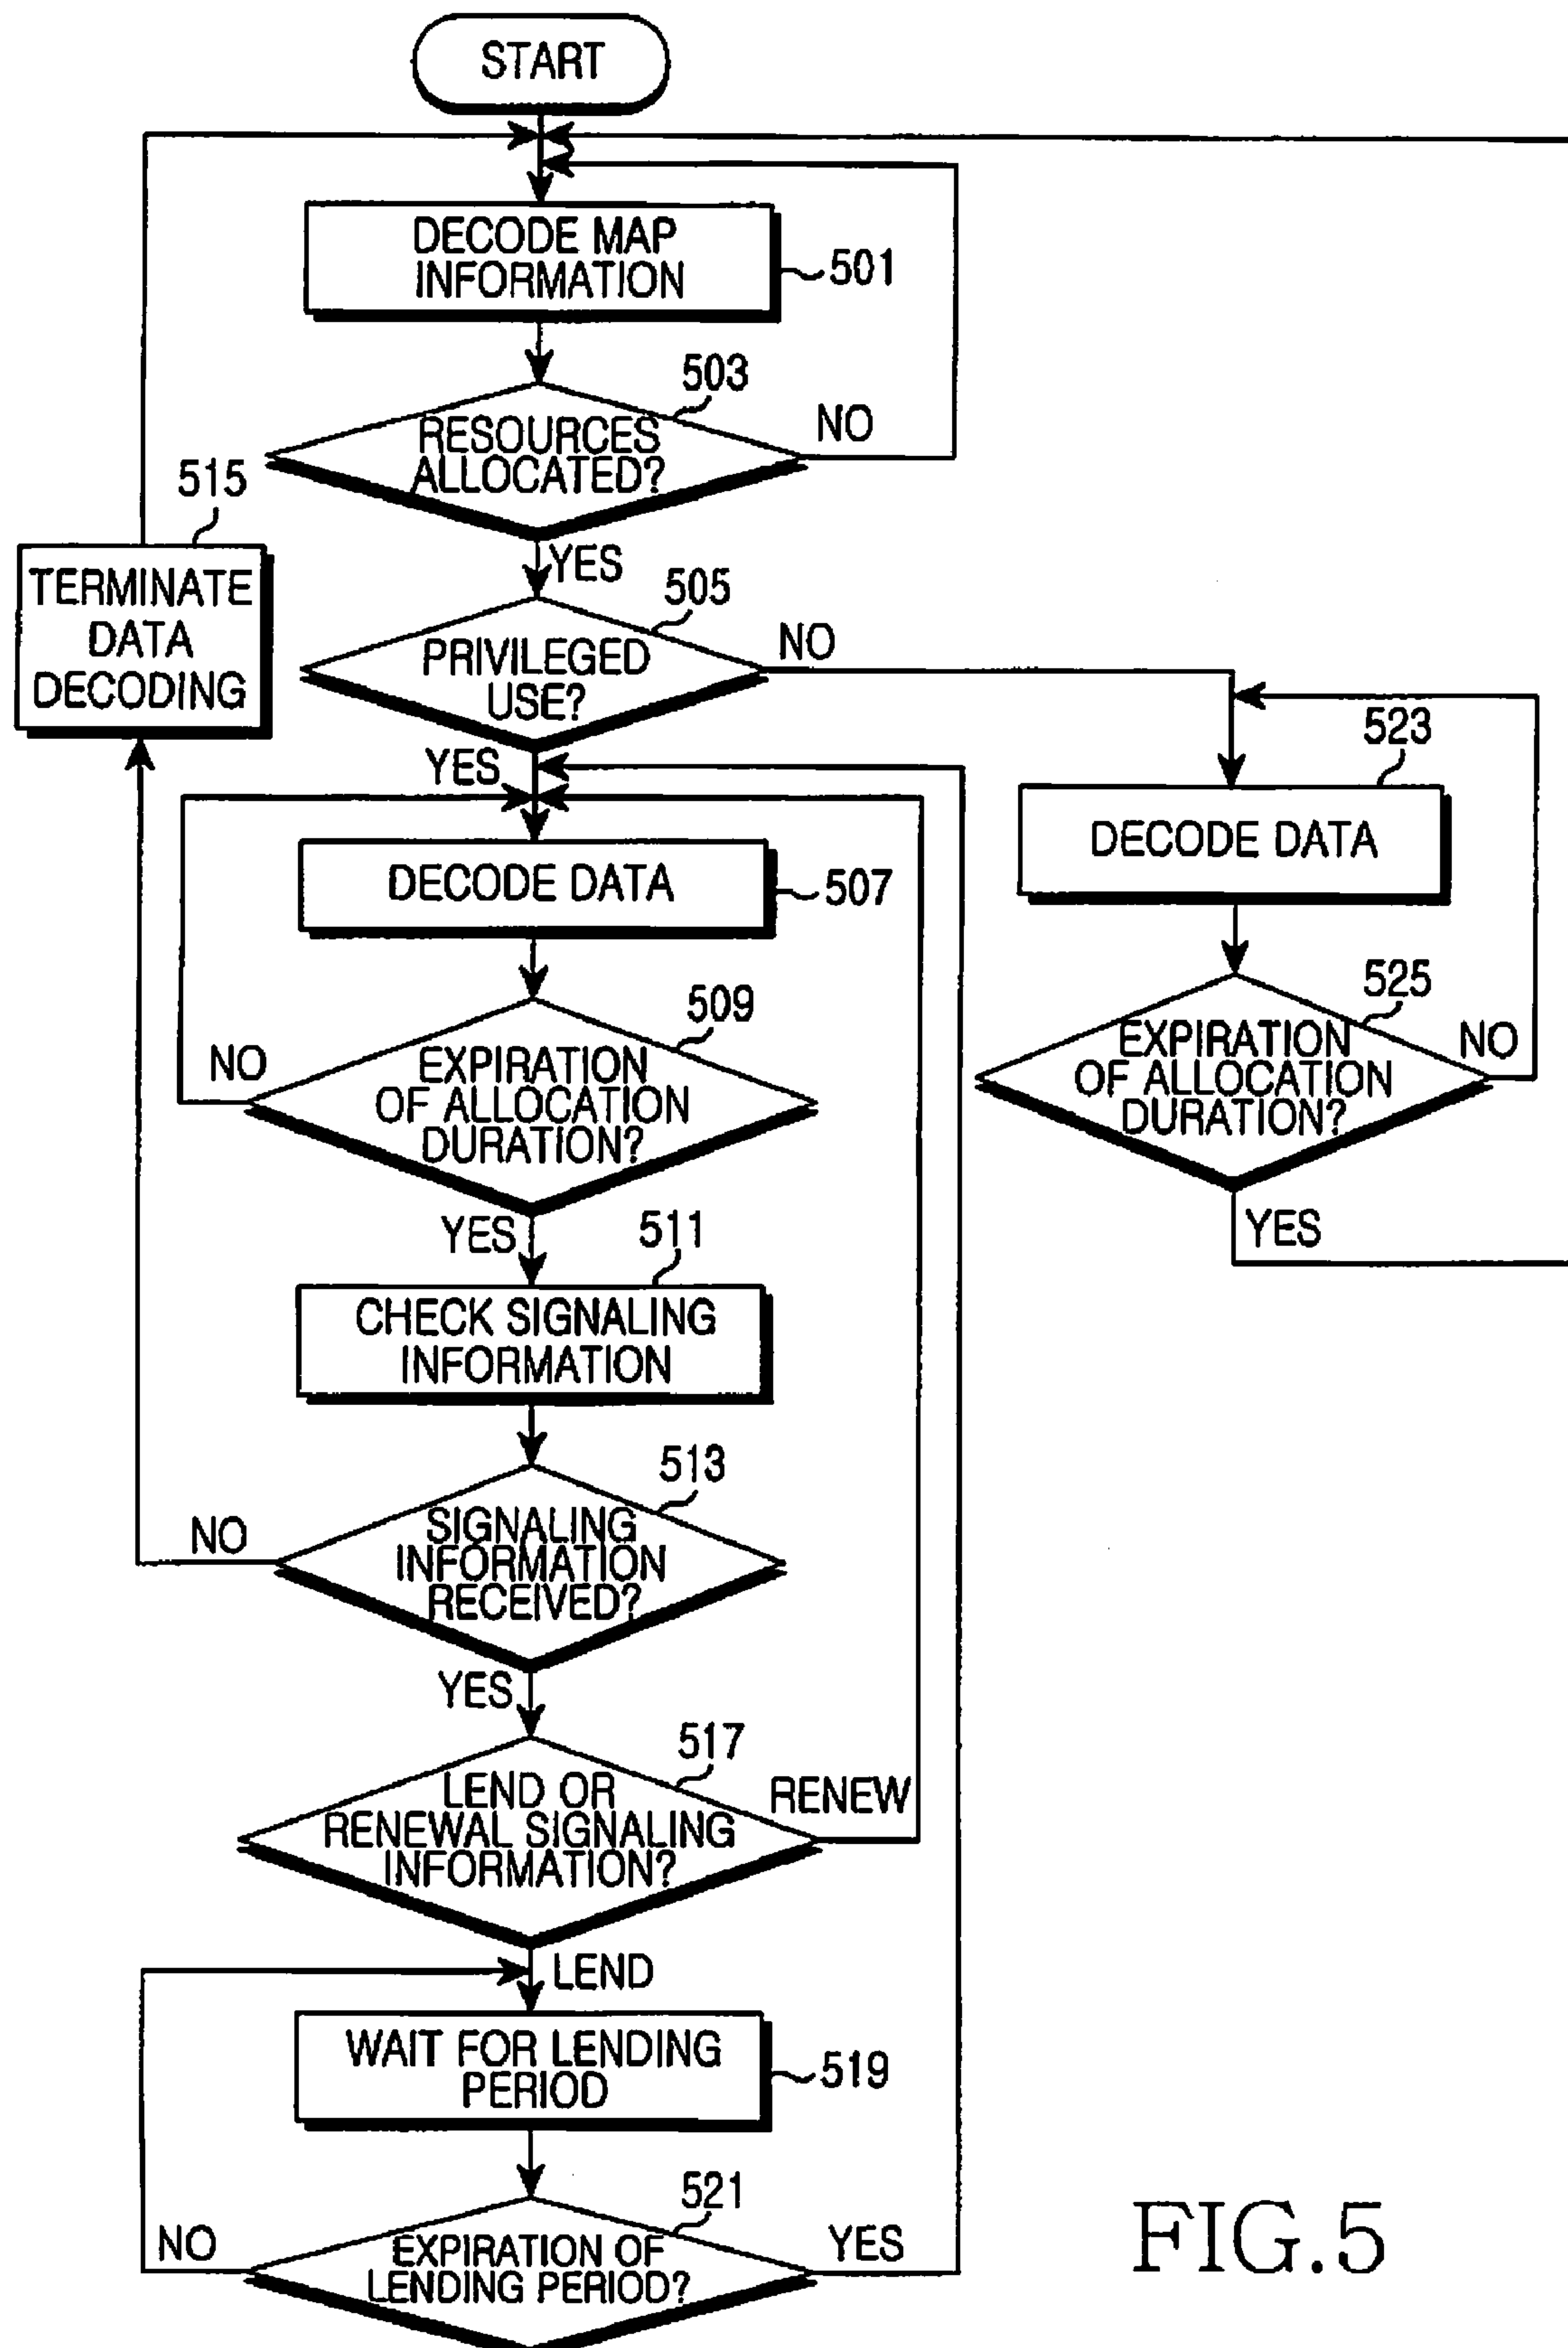 START
DECODE MAP
INFORMATION
501
503
RESOURCES
ALLOCATED?
NO
YES
515
TERMINATE
DATA
DECODING
505
PRIVILEGED
USE?
NO
YES
523
DECODE DATA
DECODE DATA
507
525
EXPIRATION
OF ALLOCATION
DURATION?
NO
YES
509
EXPIRATION
OF ALLOCATION
DURATION?
NO
YES
511
CHECK SIGNALING
INFORMATION
513
SIGNALING
INFORMATION
RECEIVED?
NO
YES
517
LEND OR
RENEWAL SIGNALING
INFORMATION?
RENEW
LEND
WAIT FOR LENDING
PERIOD
519
521
EXPIRATION OF
LENDING PERIOD?
NO
YES
FIG.5